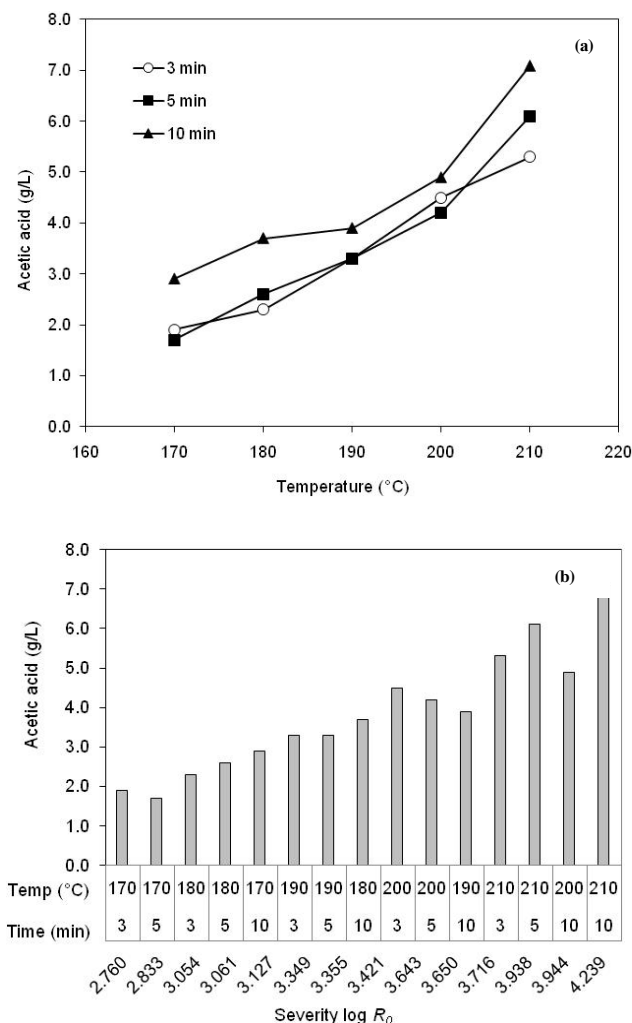 8.0
(a)
7.0
3 min
6.0
5 min
5.0
10 min
4.0
3.0
2.0
1.0
0.0
Acetic acid (g/L)
160 170 180 190 200 210 220
Temperature (°C)
8.0
(b)
7.0
6.0
5.0
4.0
3.0
2.0
1.0
0.0
Acetic acid (g/L)
Temp (°C) 170 170 180 180 170 190 190 180 200 200 190 210 210 200 210
Time (min) 3 5 3 5 10 3 5 10 3 5 10 3 5 10 10
2.760 2.833 3.054 3.061 3.127 3.349 3.355 3.421 3.643 3.650 3.716 3.938 3.944 4.239
Severity log R0